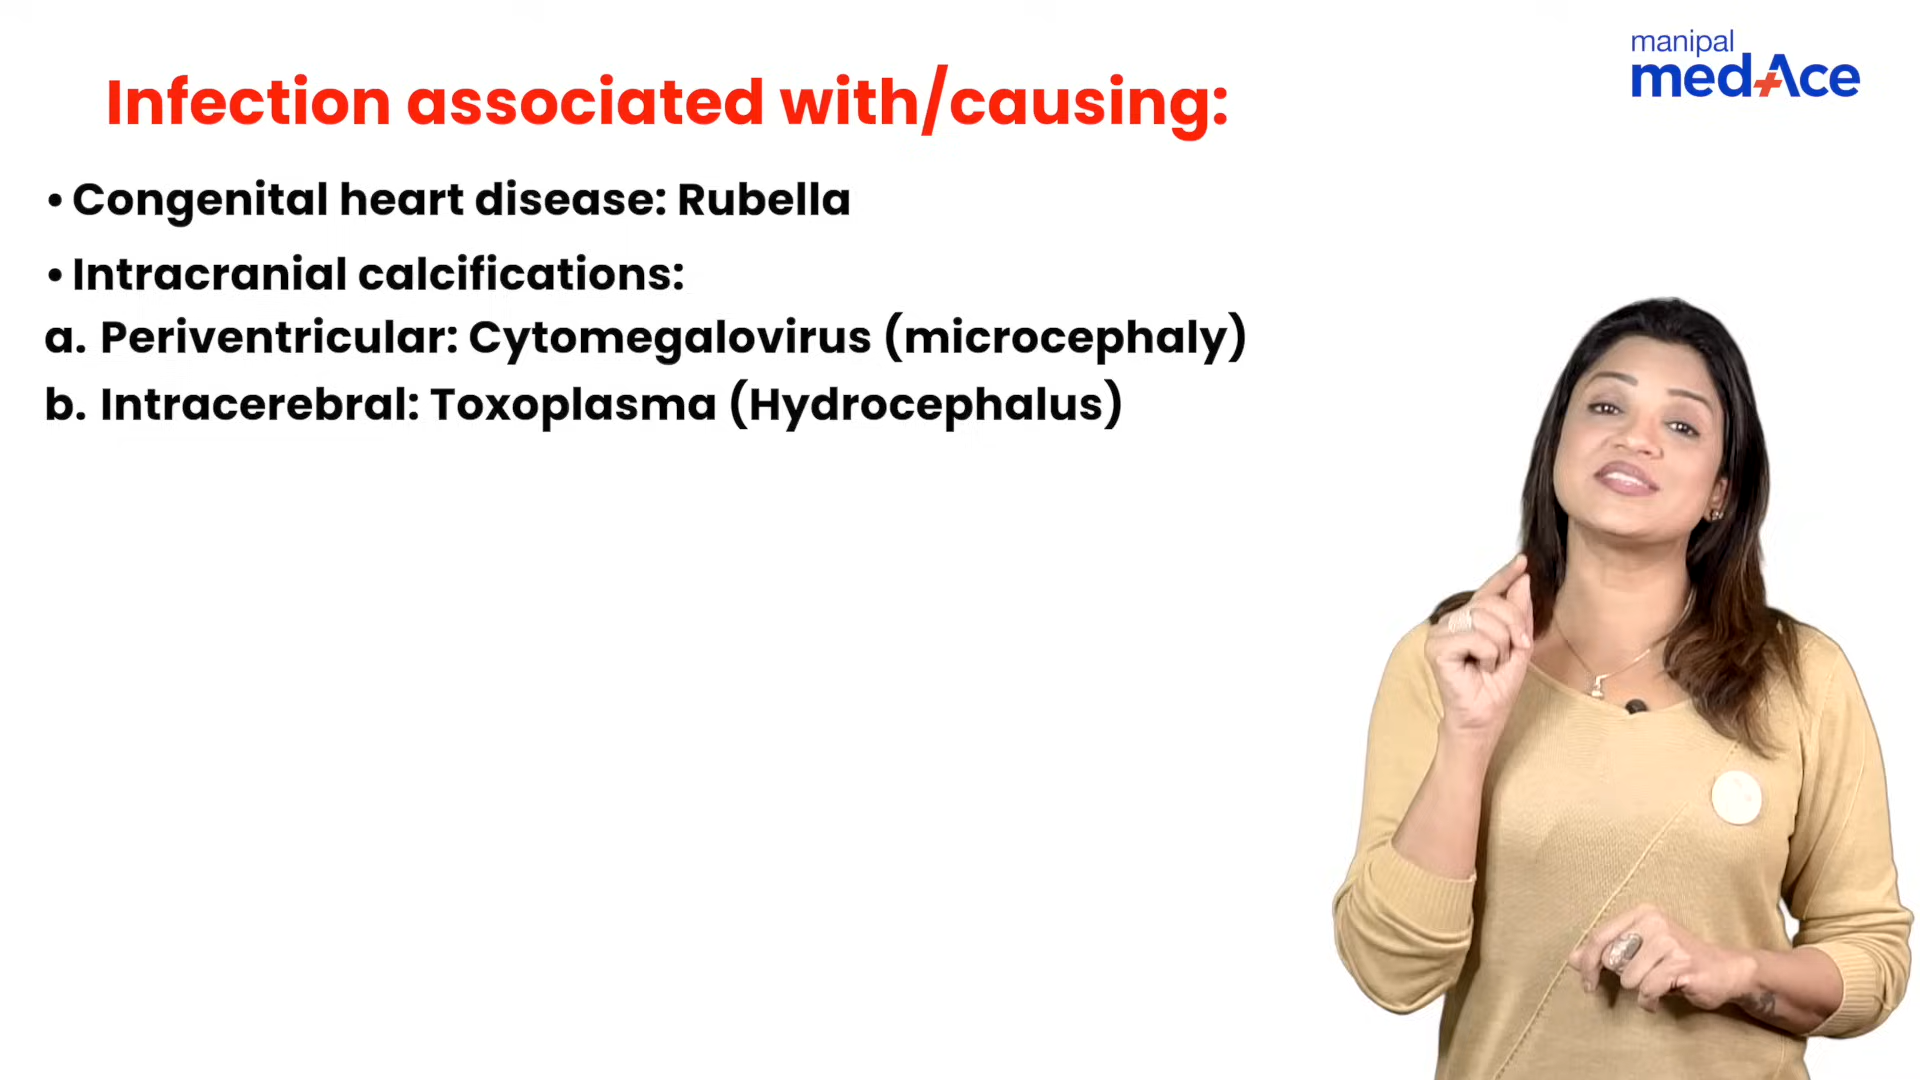 manipal
medAce
Infection associated with/causing:
• Congenital heart disease: Rubella
• Intracranial calcifications:
a. Periventricular: Cytomegalovirus (microcephaly)
b. Intracerebral: Toxoplasma (Hydrocephalus)